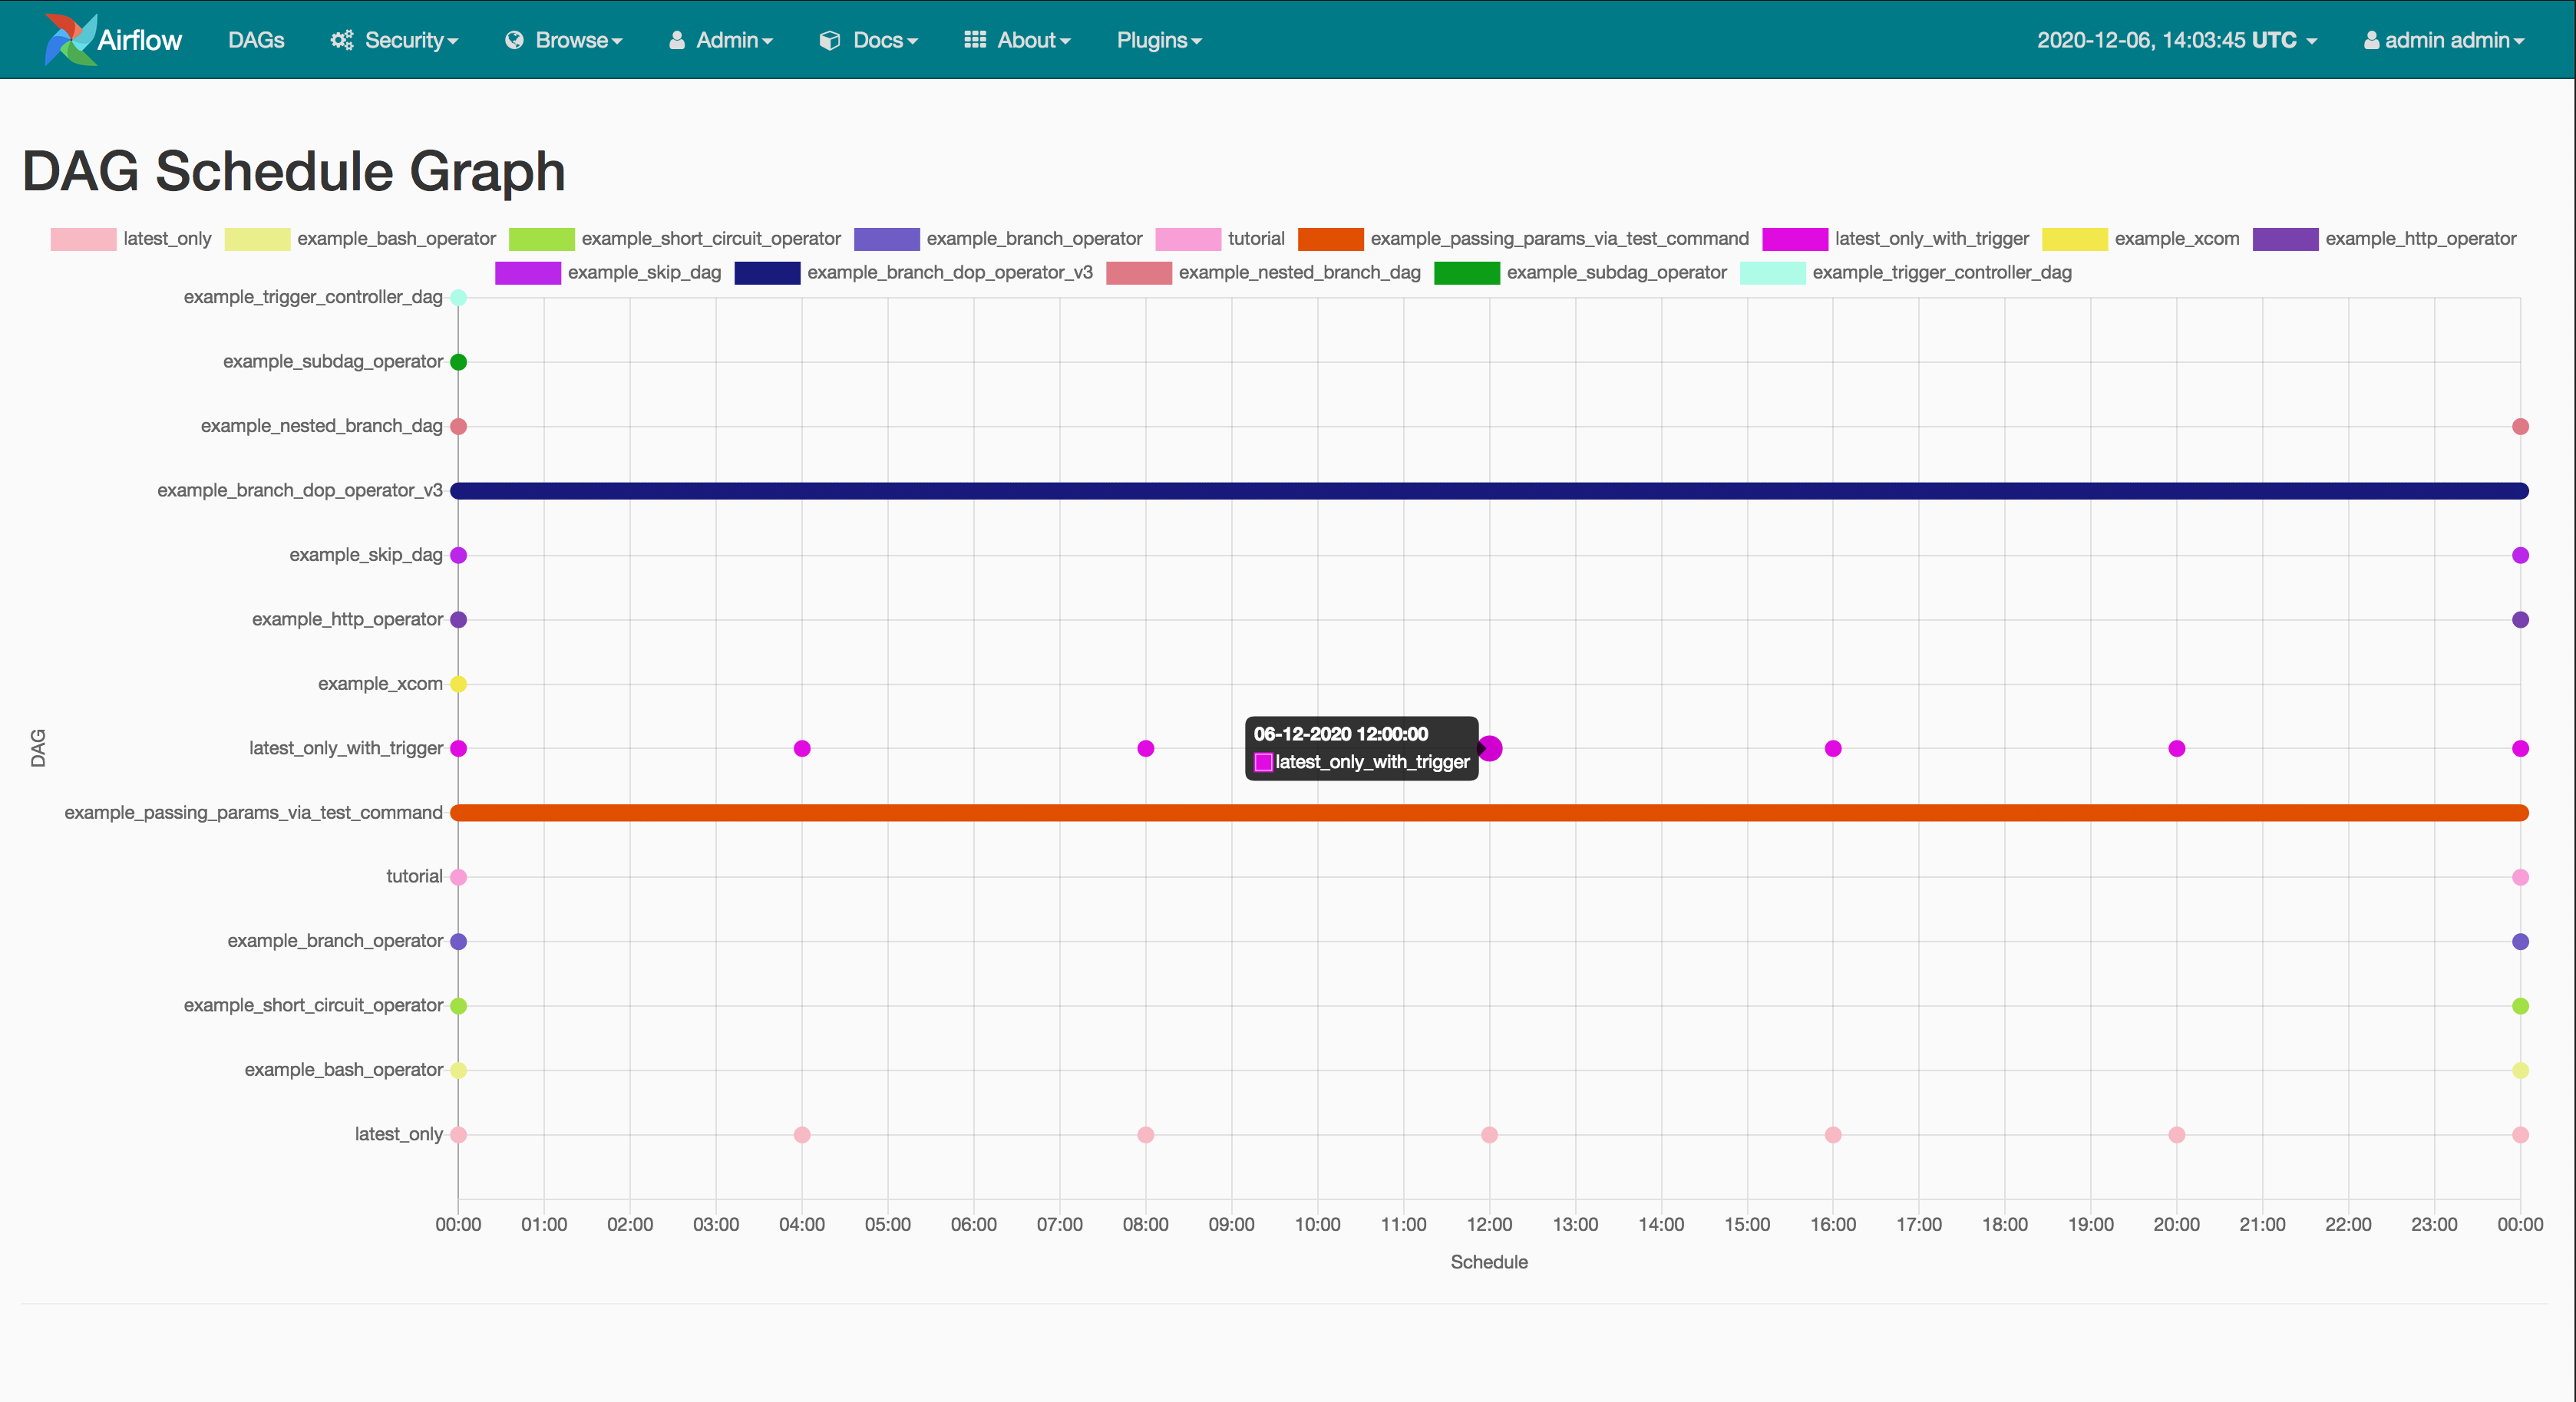 Airflow DAGs Security Browse Admin Docs About Plugins 2020-12-06, 14:03:45 UTC admin admin
DAG Schedule Graph
latest_only example_bash_operator example_short_circuit_operator example_branch_operator tutorial example_passing_params_via_test_command latest_only_with_trigger example_xcom example_http_operator
example_skip_dag example_branch_dop_operator_v3 example_nested_branch_dag example_subdag_operator example_trigger_controller_dag
example_trigger_controller_dag
example_subdag_operator
example_nested_branch_dag
example_branch_dop_operator_v3
example_skip_dag
example_http_operator
example_xcom
06-12-2020 12:00:00
DAG
latest_only_with_trigger
latest_only_with_trigger
example_passing_params_via_test_command
tutorial
example_branch_operator
example_short_circuit_operator
example_bash_operator
latest_only
00:00 01:00 02:00 03:00 04:00 05:00 06:00 07:00 08:00 09:00 10:00 11:00 12:00 13:00 14:00 15:00 16:00 17:00 18:00 19:00 20:00 21:00 22:00 23:00 00:00
Schedule